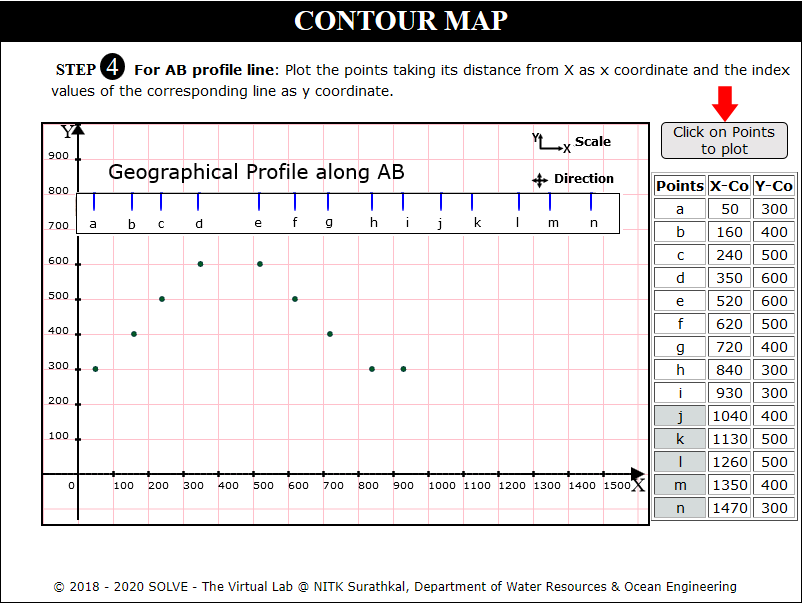 CONTOUR MAP
STEP 4 For AB profile line: Plot the points taking its distance from X as x coordinate and the index
values of the corresponding line as y coordinate.
Click on Points
to plot
Y
Y X Scale
Direction
Geographical Profile along AB
900
800
700
600
500
400
300
200
100
a b c d e f g h i j k l m n
0 100 200 300 400 500 600 700 800 900 1000 1100 1200 1300 1400 1500 X
Points X-Co Y-Co
a 50 300
b 160 400
c 240 500
d 350 600
e 520 600
f 620 500
g 720 400
h 840 300
i 930 300
j 1040 400
k 1130 500
l 1260 500
m 1350 400
n 1470 300
© 2018 - 2020 SOLVE - The Virtual Lab @ NITK Surathkal, Department of Water Resources & Ocean Engineering